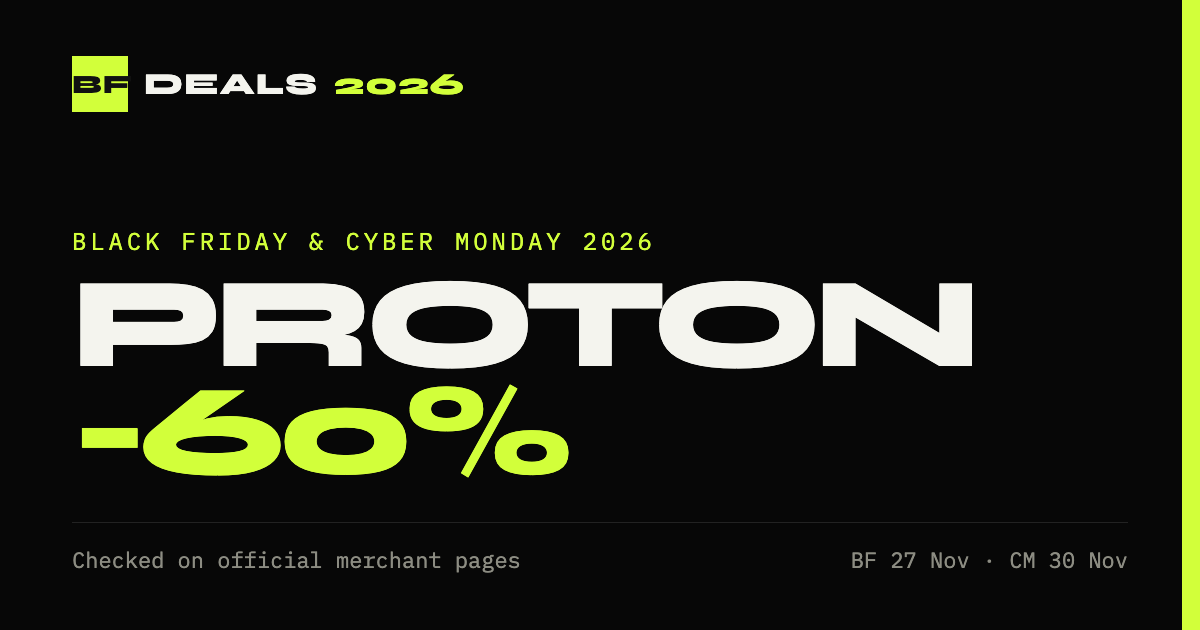 BF DEALS 2026
BLACK FRIDAY & CYBER MONDAY 2026
PROTON
-60%
Checked on official merchant pages
BF 27 Nov · CM 30 Nov